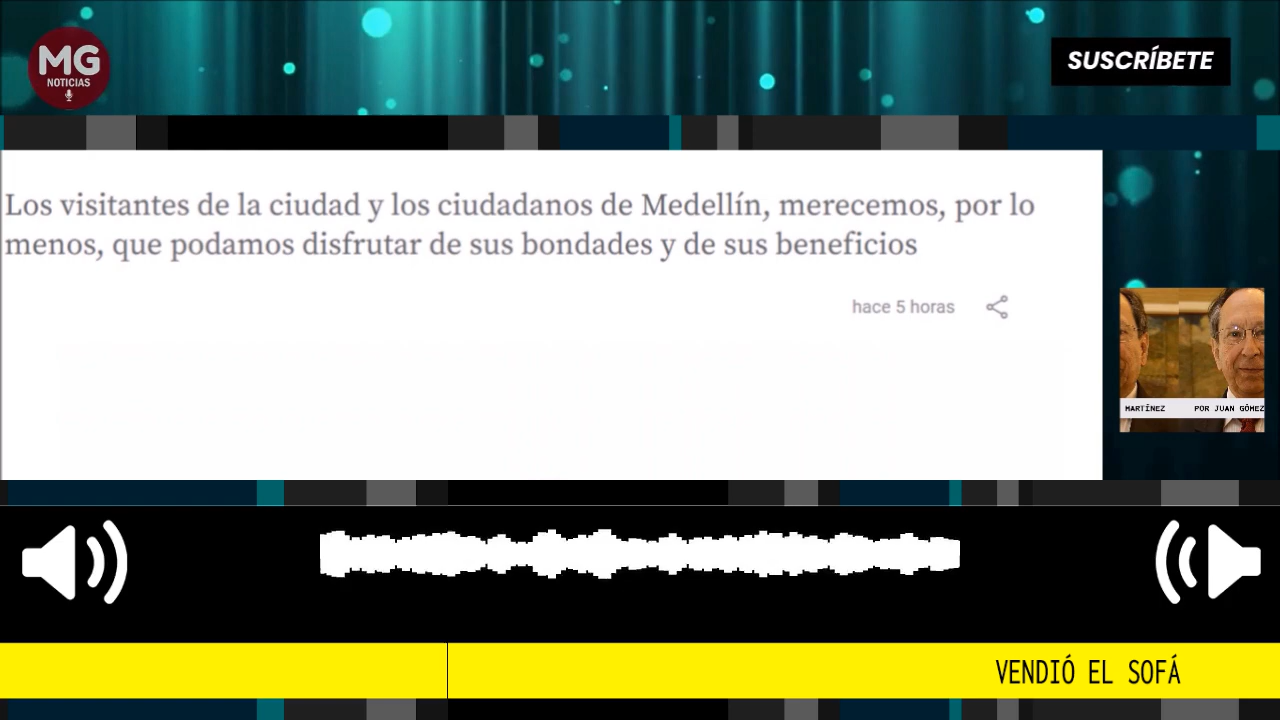 MG
NOTICIAS
SUSCRÍBETE
Los visitantes de la ciudad y los ciudadanos de Medellín, merecemos, por lo
menos, que podamos disfrutar de sus bondades y de sus beneficios
hace 5 horas
MARTÍNEZ POR JUAN GÓMEZ
VENDIÓ EL SOFÁ